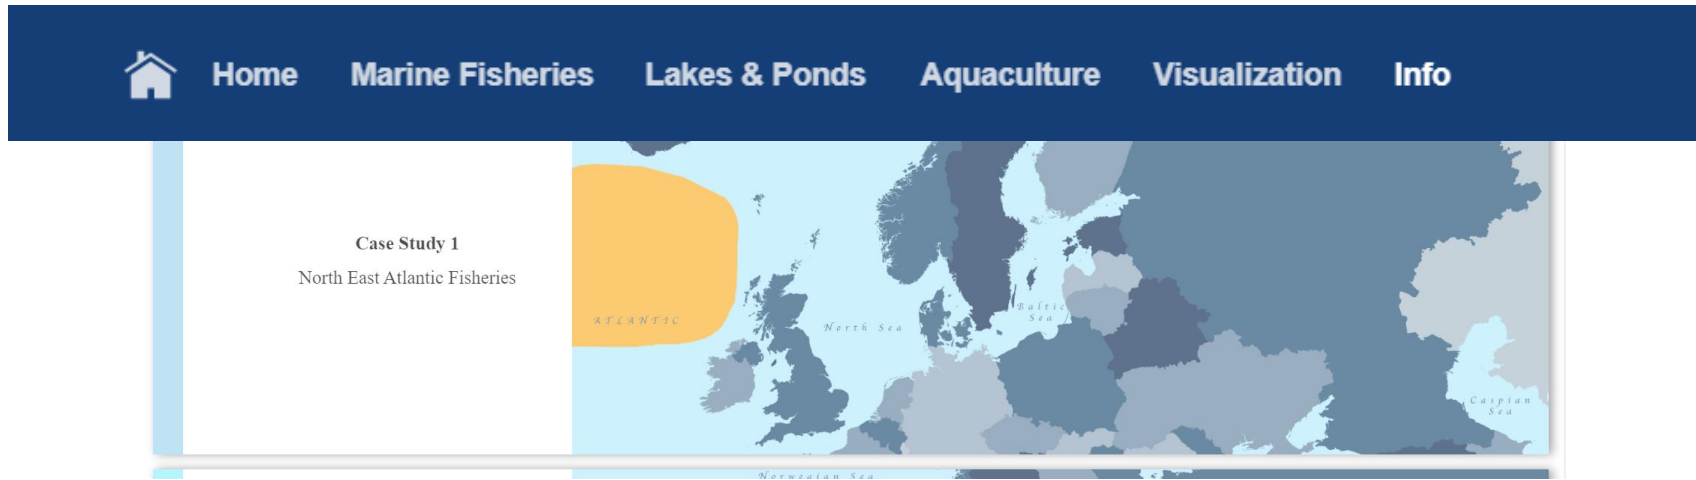 Home Marine Fisheries Lakes & Ponds Aquaculture Visualization Info
Case Study 1
North East Atlantic Fisheries
ATLANTIC
North Sea
Baltic
Sea
Caspian
Sea
Norwegian Sea